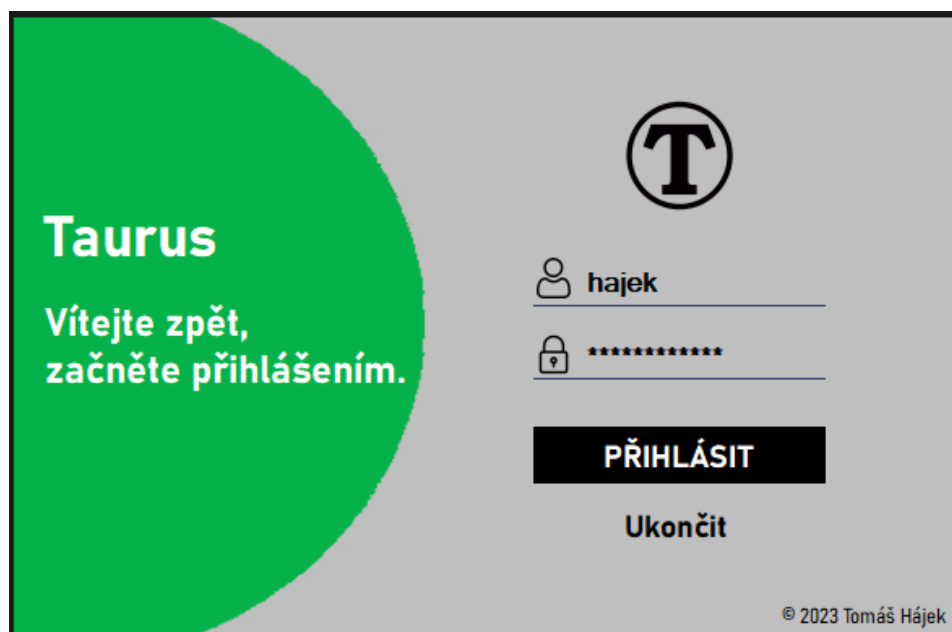 Taurus
Vítejte zpět,
začněte přihlášením.
T
hajek
************
PŘIHLÁSIT
Ukončit
© 2023 Tomáš Hájek